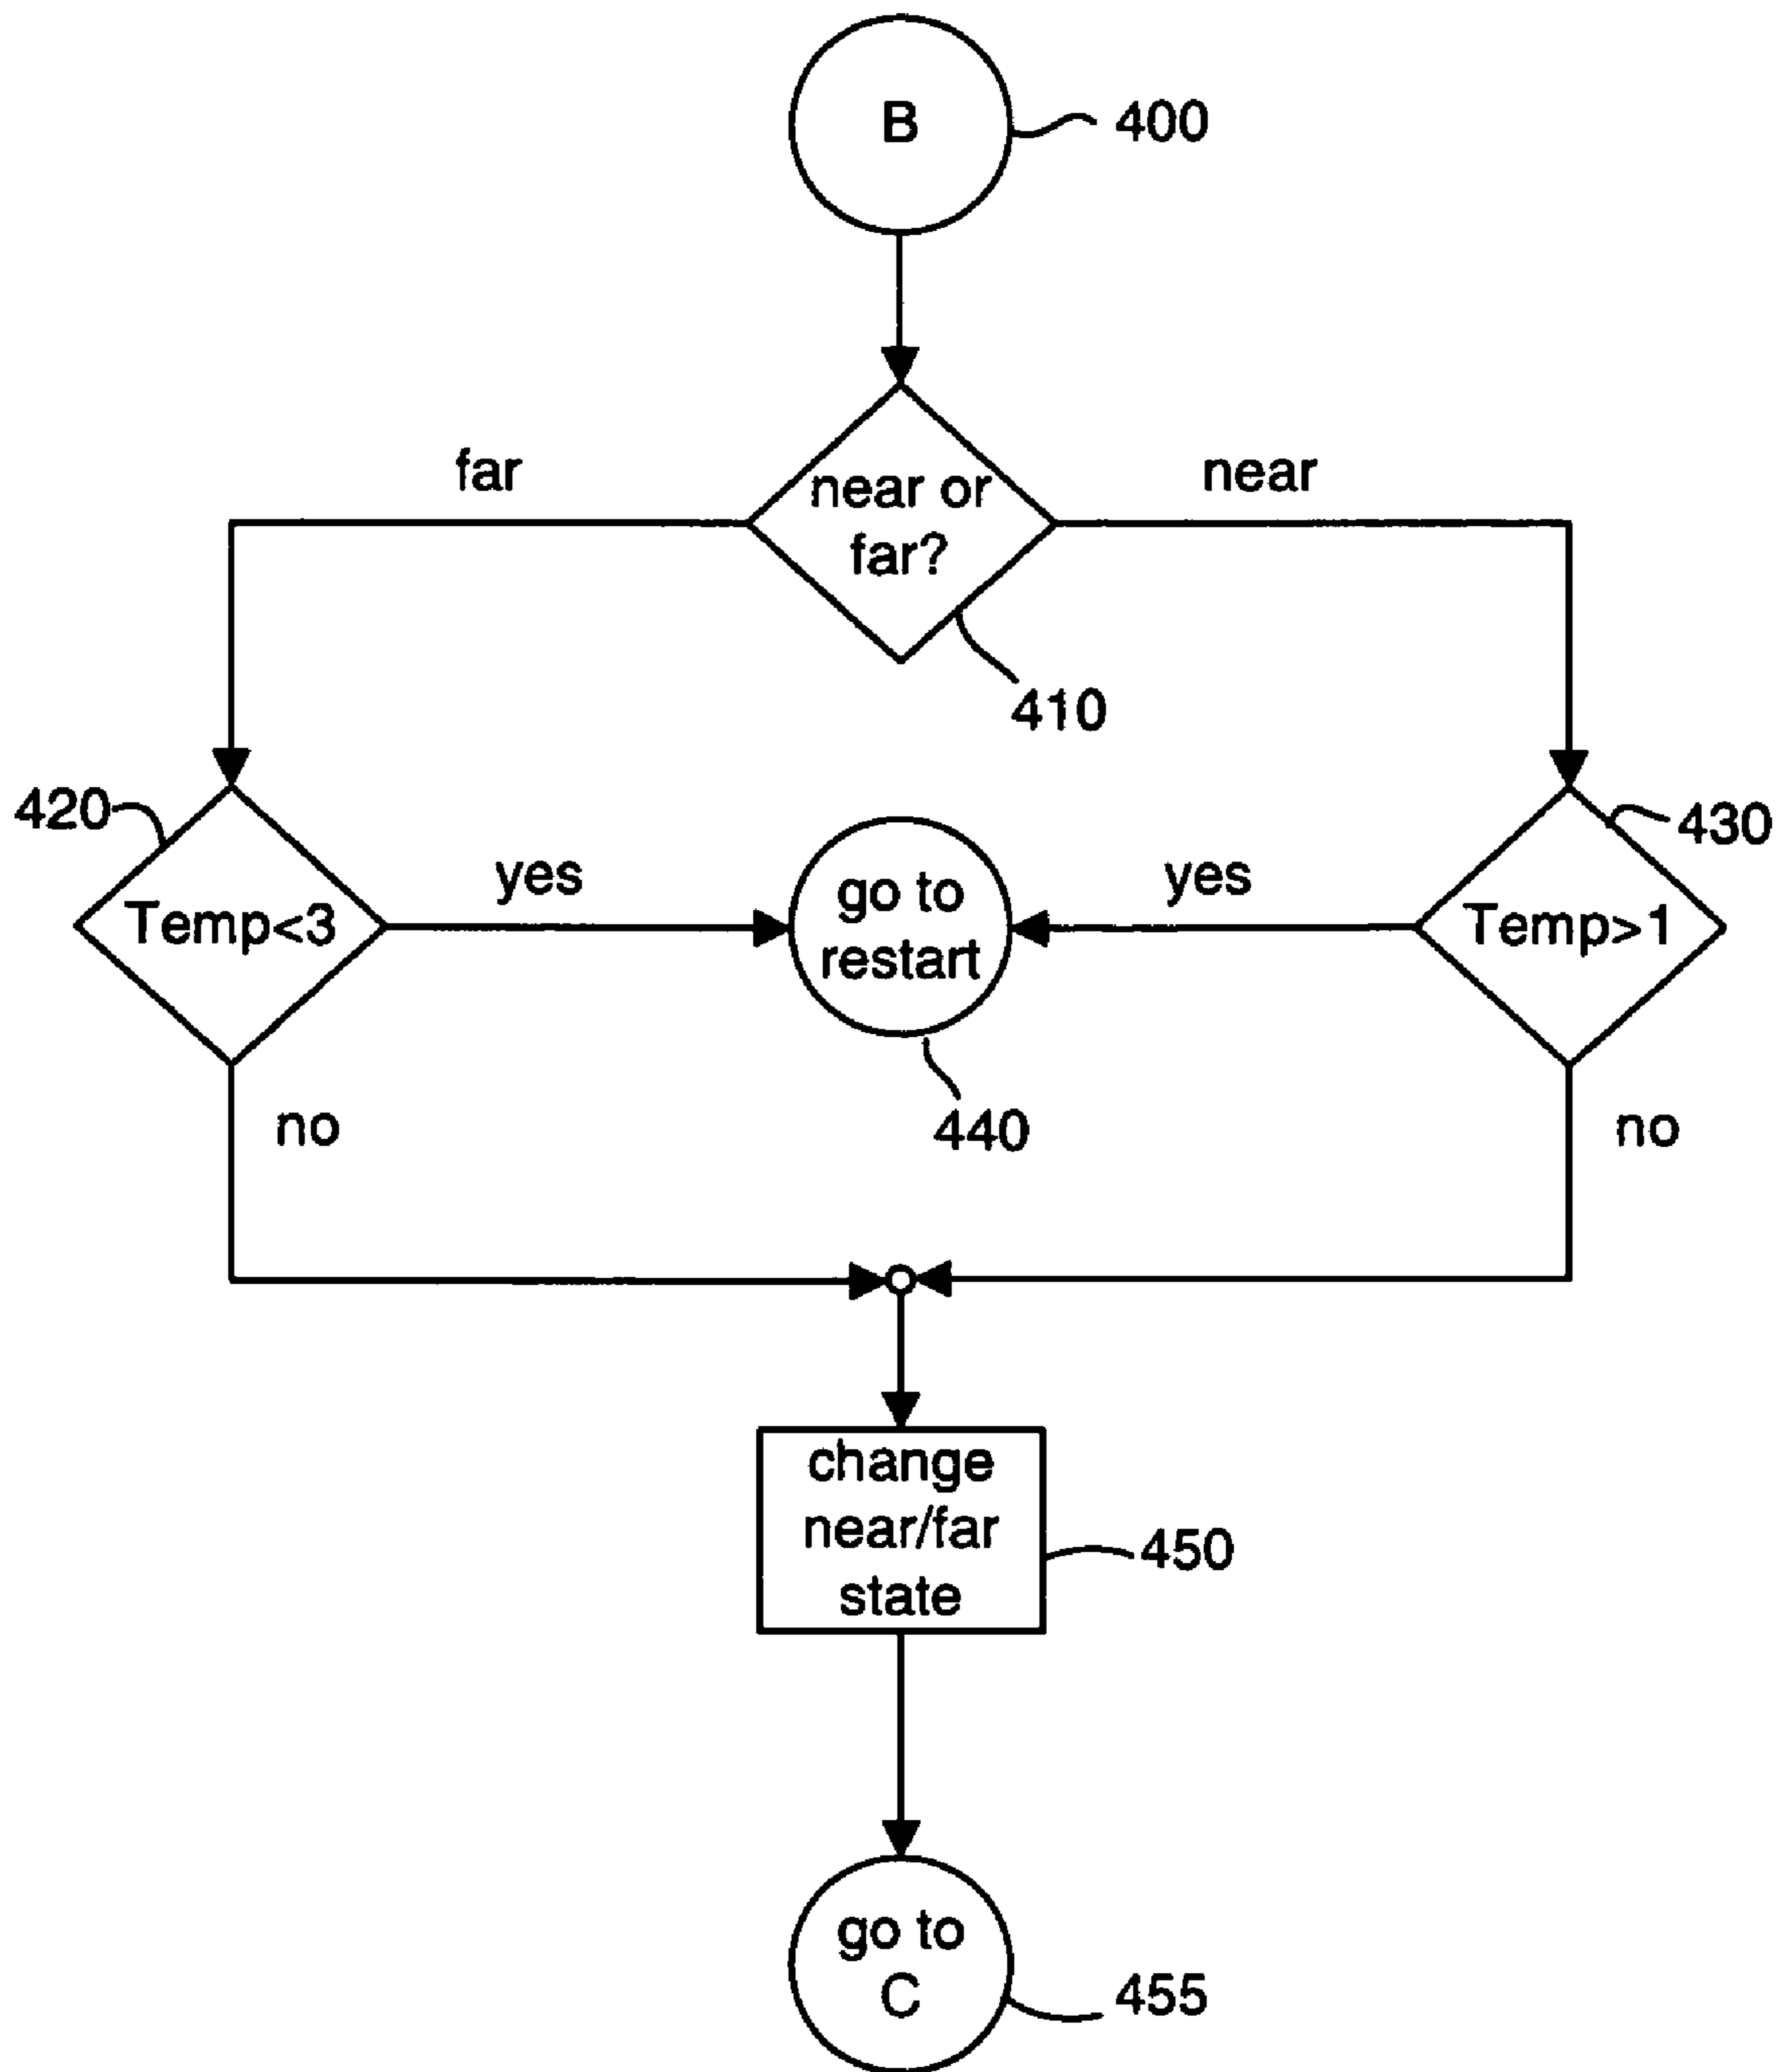 B
400
far
near or
far?
near
410
420
Temp<3
yes
go to
restart
yes
Temp>1
430
no
440
no
change
near/far
state
450
go to
C
455